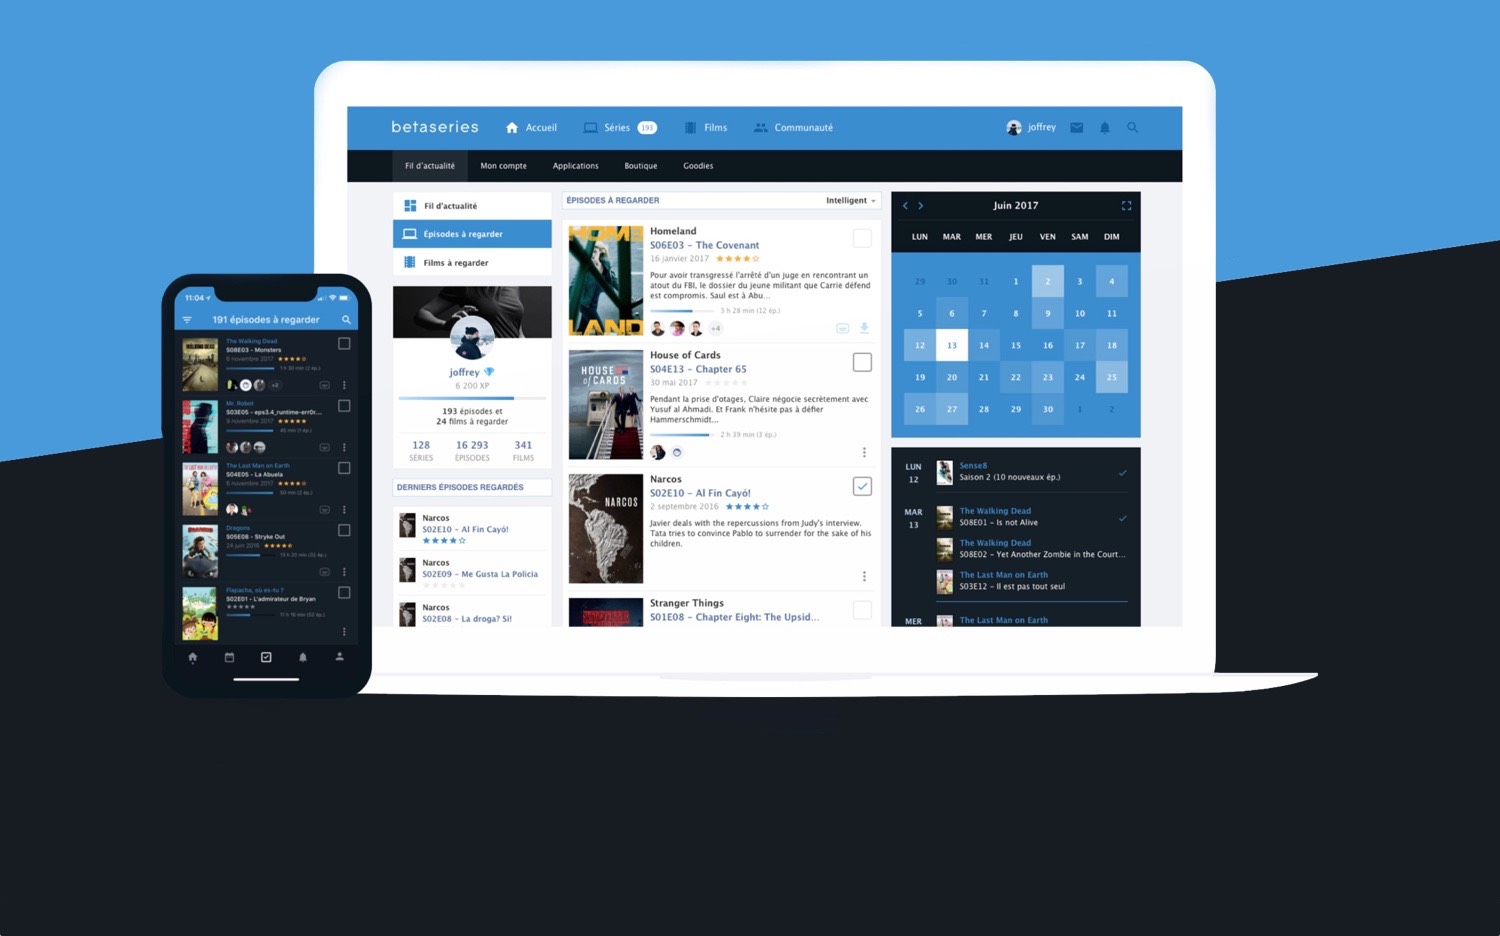 betaseries
Accueil
Séries 193
Films
Communauté
joffrey
Fil d'actualité
Mon compte
Applications
Boutique
Goodies
Fil d'actualité
Épisodes à regarder
Films à regarder
joffrey
6 200 XP
193 épisodes et
24 films à regarder
128
SÉRIES
16 293
ÉPISODES
341
FILMS
DERNIERS ÉPISODES REGARDÉS
Narcos
S02E10 - Al Fin Cayó!
Narcos
S02E09 - Me Gusta La Policia
Narcos
S02E08 - La droga? Si!
ÉPISODES À REGARDER
Intelligent
HOME
LAND
Homeland
S06E03 - The Covenant
16 janvier 2017
Pour avoir transgressé l'arrêté d'un juge en rencontrant un
atout du FBI, le dossier du jeune militant que Carrie défend
est compromis. Saul est à Abu...
3 h 28 min (12 ép.)
+4
HOUSE
of CARDS
House of Cards
S04E13 - Chapter 65
30 mai 2017
Pendant la prise d'otages, Claire négocie secrètement avec
Yusuf al Ahmadi. Et Frank n'hésite pas à défier
Hammerschmidt...
2 h 39 min (3 ép.)
NARCOS
Narcos
S02E10 - Al Fin Cayó!
2 septembre 2016
Javier deals with the repercussions from Judy's interview.
Tata tries to convince Pablo to surrender for the sake of his
children.
Stranger Things
S01E08 - Chapter Eight: The Upsid...
Juin 2017
LUN MAR MER JEU VEN SAM DIM
29 30 31 1 2 3 4
5 6 7 8 9 10 11
12 13 14 15 16 17 18
19 20 21 22 23 24 25
26 27 28 29 30 1 2
LUN
12
Sense8
Saison 2 (10 nouveaux ép.)
MAR
13
The Walking Dead
S08E01 - Is not Alive
The Walking Dead
S08E02 - Yet Another Zombie in the Court...
The Last Man on Earth
S03E12 - Il est pas tout seul
MER
The Last Man on Earth
11:04
191 épisodes à regarder
The Walking Dead
S08E03 - Monsters
6 novembre 2017
1 h 30 min (2 ép.)
+3
Mr. Robot
S03E05 - eps3.4_runtime-err0r....
9 novembre 2017
45 min (1 ép.)
The Last Man on Earth
S04E05 - La Abuela
6 novembre 2017
50 min (2 ép.)
Dragons
S05E08 - Stryke Out
24 juin 2016
Flapacha, où es-tu ?
S02E01 - L'admirateur de Bryan